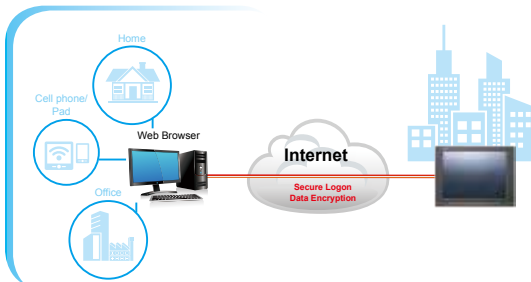 Home
Cell phone/
Pad
Web Browser
Office
Internet
Secure Logon
Data Encryption